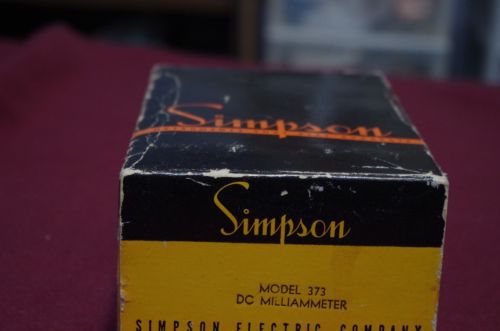 Simpson
Simpson
MODEL 373
DC MILLIAMMETER
SIMPSON ELECTRIC COMPANY